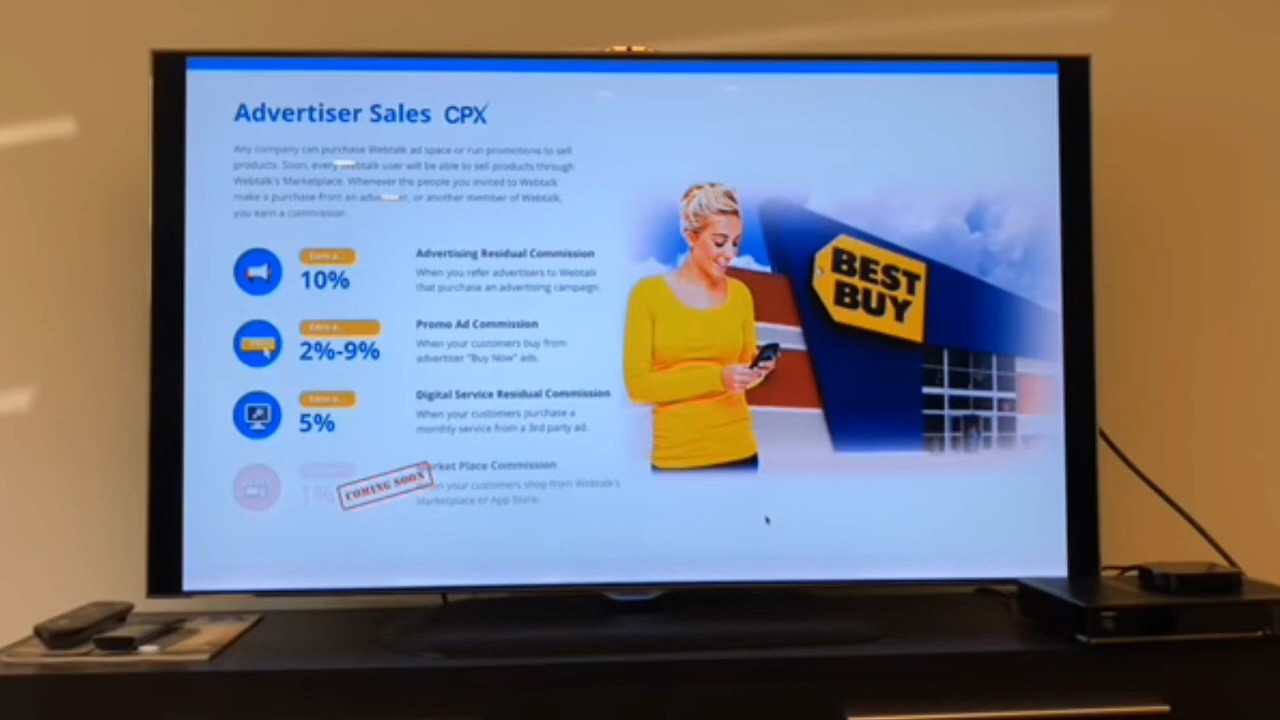 Advertiser Sales CPX
Any company can purchase Webtalk ad space or run promotions to sell
products. Soon, every Webtalk user will be able to sell products through
Webtalk's Marketplace. Whenever the people you invited to Webtalk
make a purchase from an advertiser, or another member of Webtalk,
you earn a commission.
Earn a...
10%
Advertising Residual Commission
When you refer advertisers to Webtalk
that purchase an advertising campaign.
Earn a...
2%-9%
Promo Ad Commission
When your customers buy from
advertiser "Buy Now" ads.
Earn a...
5%
Digital Service Residual Commission
When your customers purchase a
monthly service from a 3rd party ad.
1%
COMING SOON
Market Place Commission
When your customers shop from Webtalk's
Marketplace or App Store.
BEST
BUY